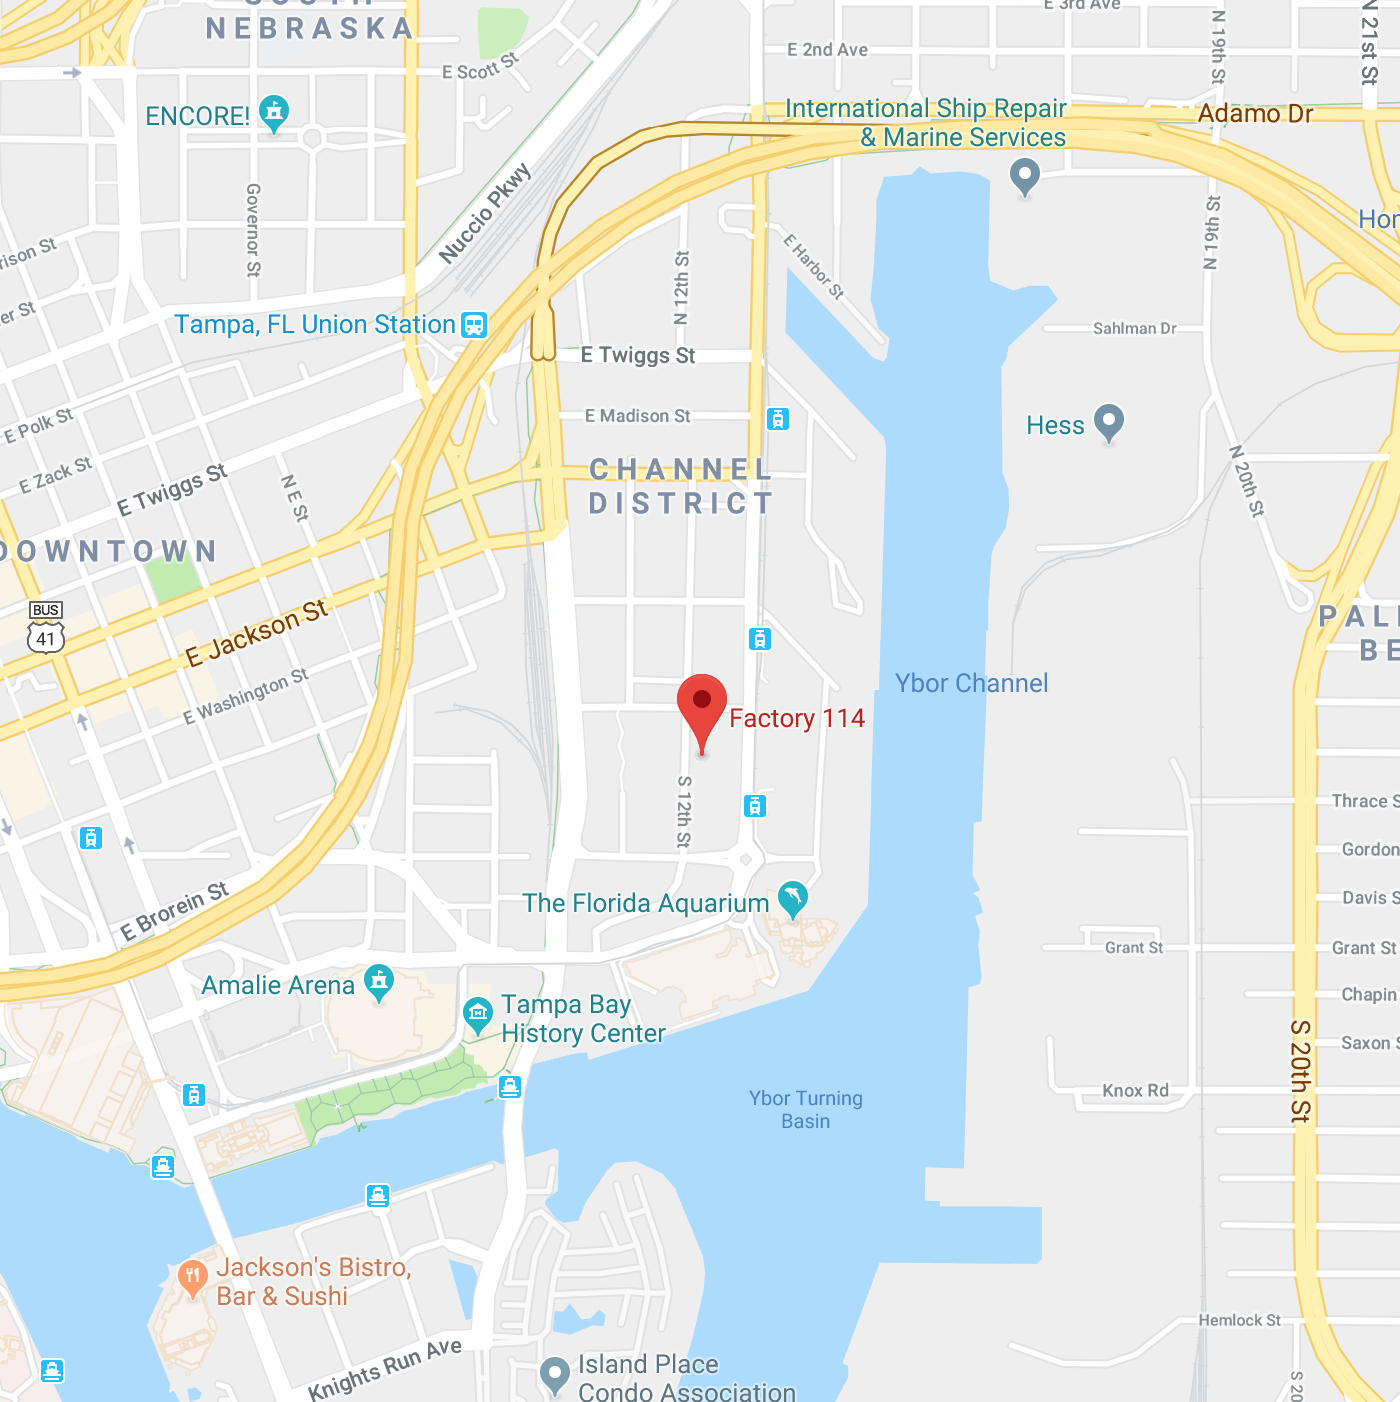 SOUTH
NEBRASKA
E 3rd Ave
E 2nd Ave
N 19th St
N 21st St
E Scott St
ENCORE!
International Ship Repair
& Marine Services
Adamo Dr
Governor St
Nuccio Pkwy
N 12th St
E Harbor St
N 19th St
Hor
rison St
er St
Tampa, FL Union Station
E Twiggs St
Sahlman Dr
E Madison St
E Polk St
Hess
CHANNEL
DISTRICT
E Zack St
E Twiggs St
N E St
N 20th St
DOWNTOWN
BUS
41
E Jackson St
PAL
BE
E Washington St
Ybor Channel
Factory 114
S 12th St
Thrace S
Gordon
Davis S
E Brorein St
The Florida Aquarium
Grant St
Grant St
Amalie Arena
Tampa Bay
History Center
Chapin
Saxon S
S 20th St
Knox Rd
Ybor Turning
Basin
Jackson's Bistro,
Bar & Sushi
Hemlock St
Knights Run Ave
Island Place
Condo Association
S 20